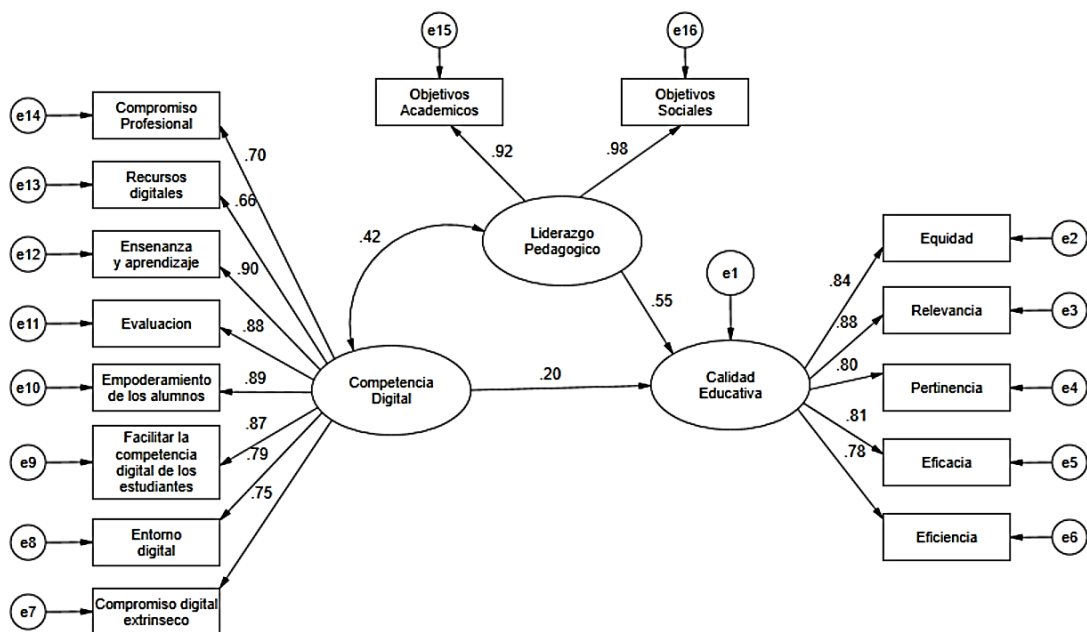 e15
e16
Objetivos
Academicos
Objetivos
Sociales
e14
Compromiso
Profesional
.92
.98
.70
e13
Recursos
digitales
.66
Liderazgo
Pedagogico
.42
e12
Ensenanza
y aprendizaje
.90
e1
Equidad
e2
.84
.55
e11
Evaluacion
.88
.88
Relevancia
e3
e10
Empoderamiento
de los alumnos
.89
Competencia
Digital
.20
Calidad
Educativa
.80
Pertinencia
e4
e9
Facilitar la
competencia
digital de los
estudiantes
.87
.79
.81
Eficacia
e5
.78
.75
e8
Entorno
digital
Eficiencia
e6
e7
Compromiso digital
extrinseco